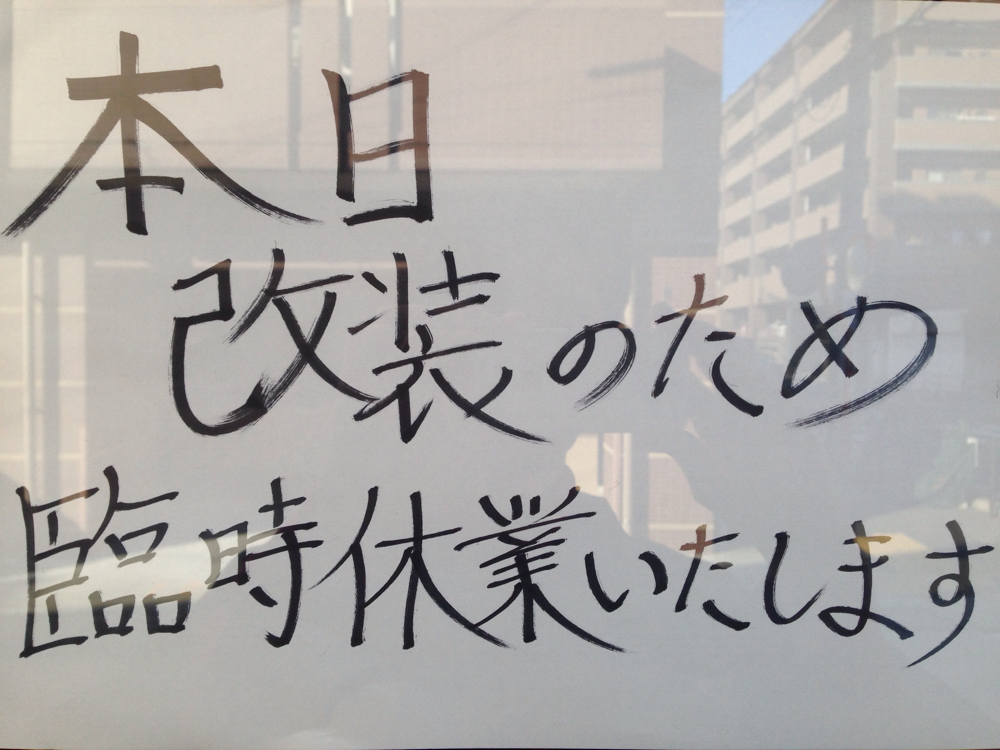 本日
改装のため
臨時休業いたします